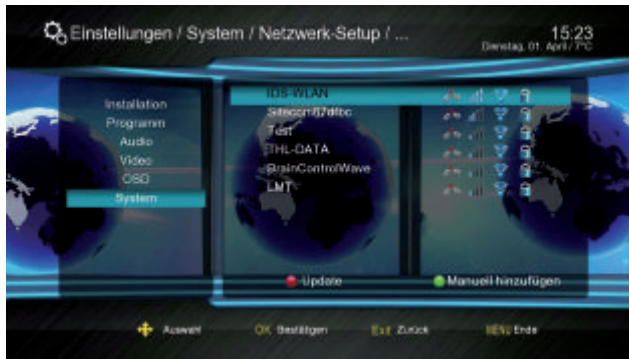 Einstellungen / System / Netzwerk-Setup / ...
15:23
Dienstag, 01. April / 7°C
Installation
Programm
Audio
Video
OSD
System
IDS-WLAN
Test
THL-DATA
BrainControlWave
LMT
Update
Manuell hinzufügen
Auswahl
OK Bestätigen
Exit Zurück
MENU Ende